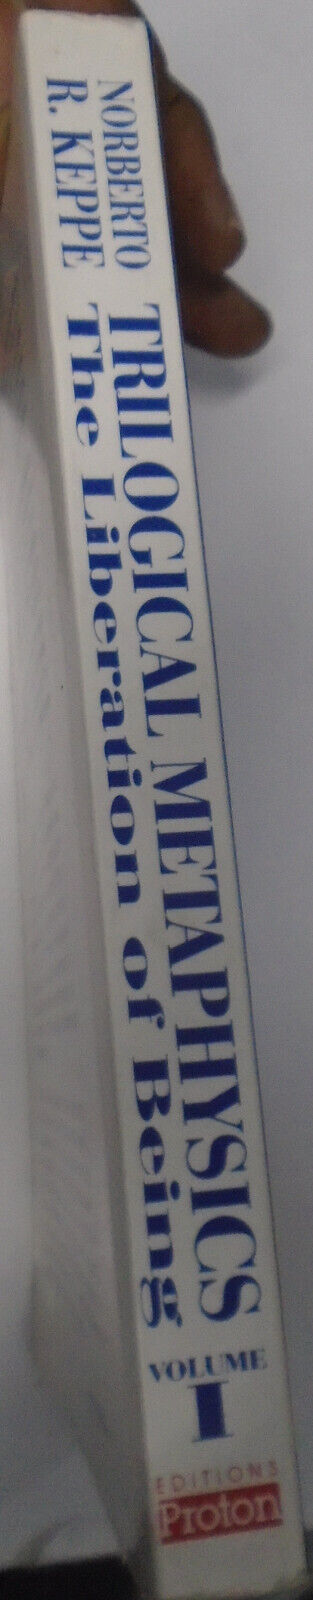 NORBERTO
R. KEPPE
TRILOGICAL METAPHYSICS
The Liberation of Being
VOLUME
I
EDITIONS
Proton